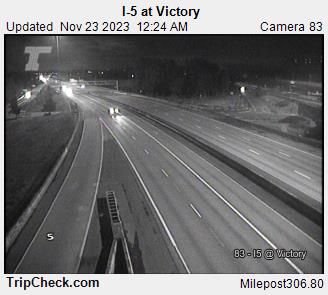 I-5 at Victory
Updated Nov 23 2023 12:24 AM Camera 83
S
83 - I5 @ Victory
TripCheck.com Milepost306.80